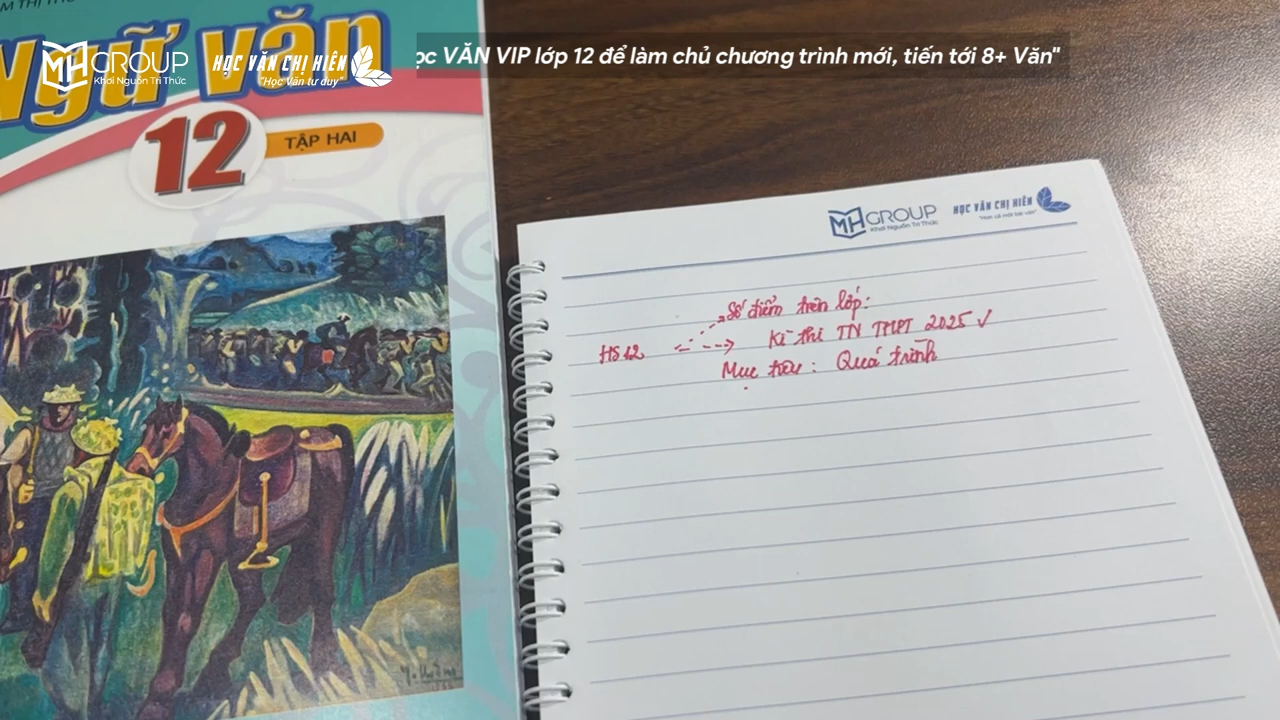 MH GROUP
Khơi Nguồn Tri Thức
HỌC VĂN CHỊ HIÊN
"Học Văn tư duy"
ọc VĂN VIP lớp 12 để làm chủ chương trình mới, tiến tới 8+ Văn"
Ngữ văn
12
TẬP HAI
MH GROUP
Khơi Nguồn Tri Thức
HỌC VĂN CHỊ HIÊN
Số điểm trên lớp:
HS 12
Kì thi TN THPT 2025 ✓
Mục tiêu: Quá trình